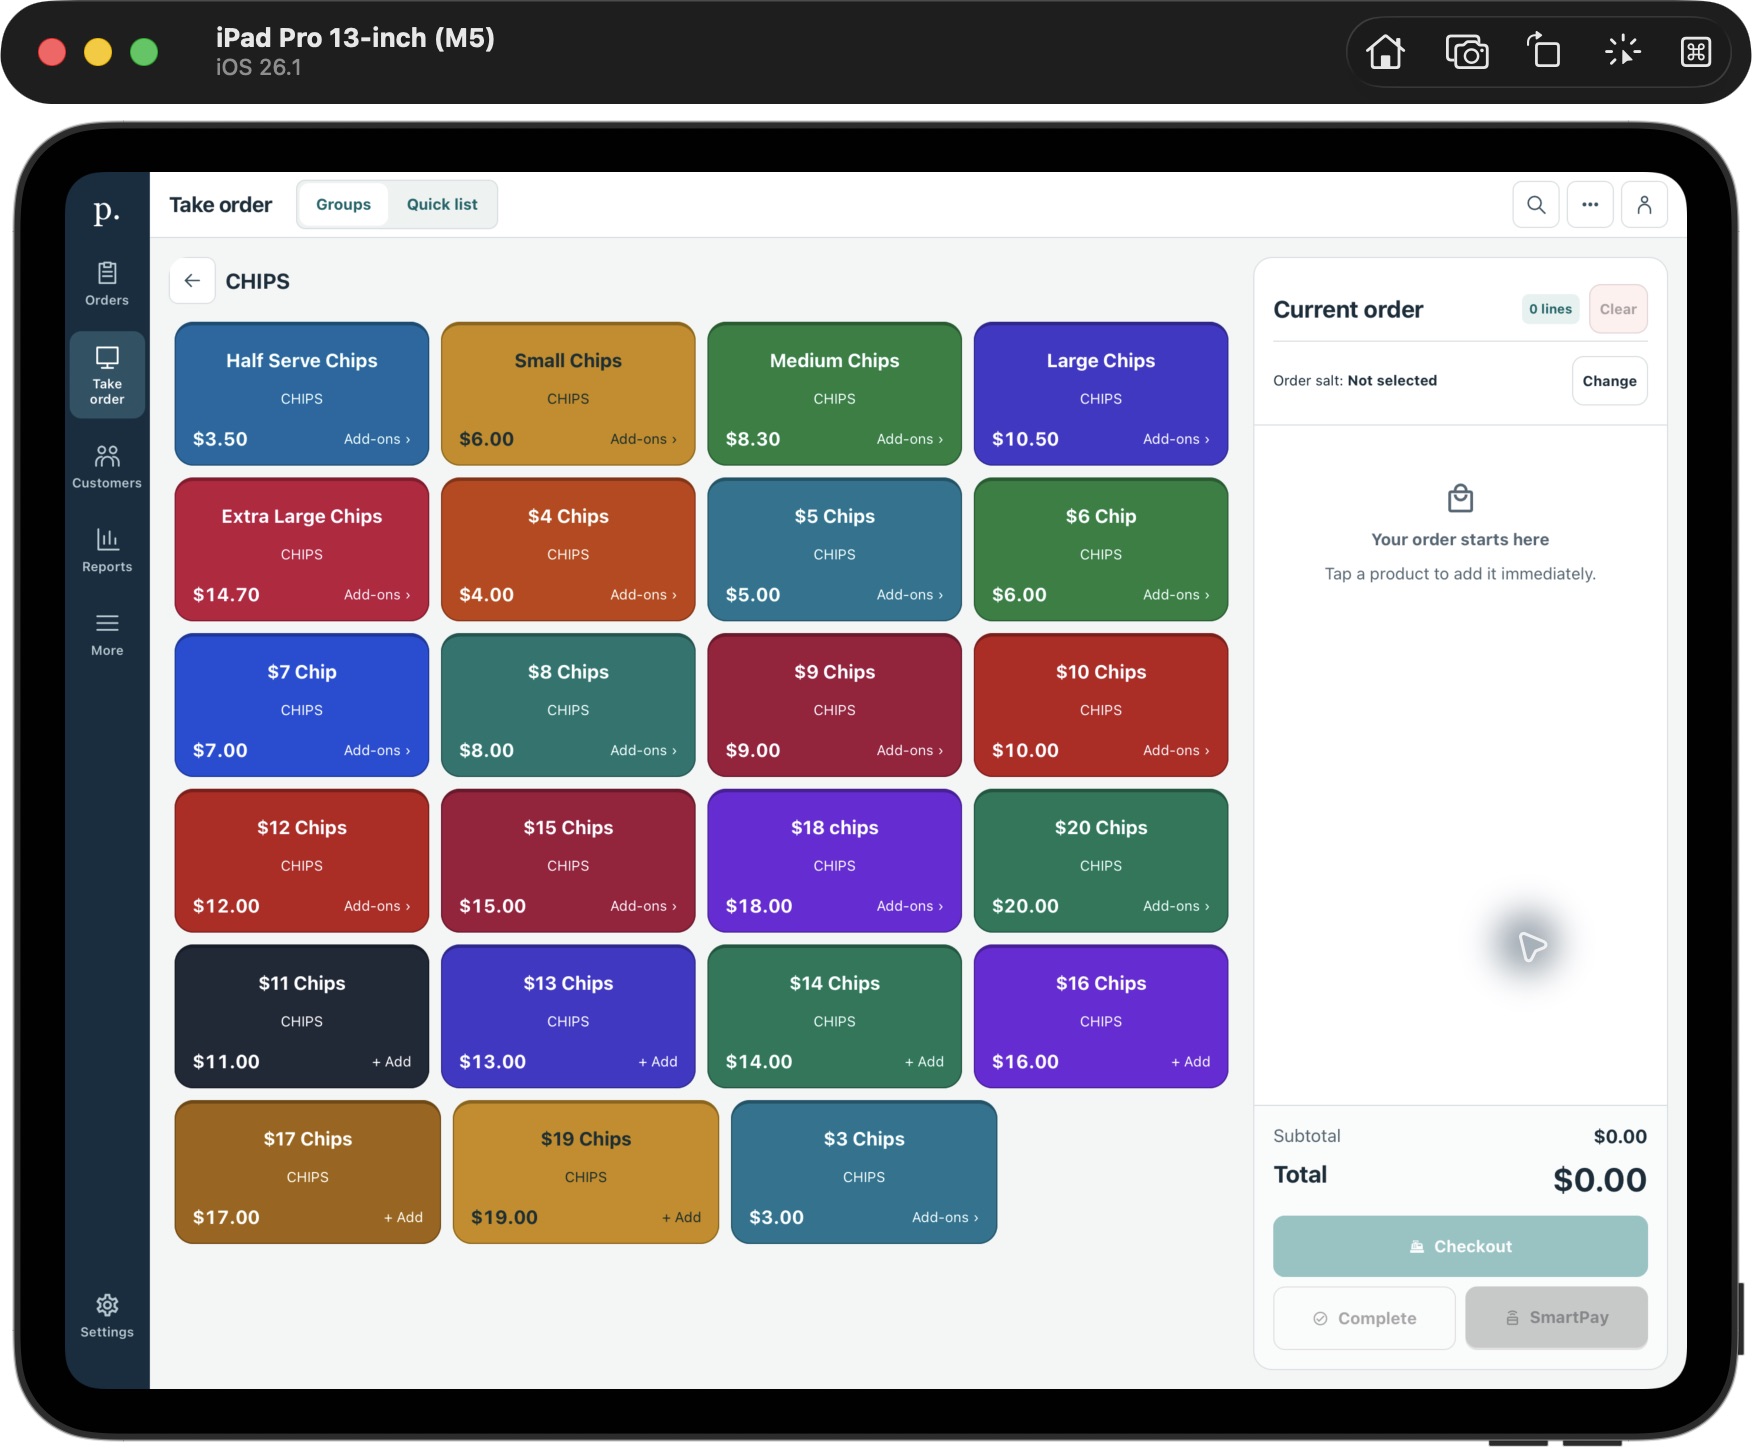 iPad Pro 13-inch (M5)
iOS 26.1
p.
Orders
Take
order
Customers
Reports
More
Settings
Take order
Groups
Quick list
CHIPS
Half Serve Chips
CHIPS
$3.50 Add-ons ›
Small Chips
CHIPS
$6.00 Add-ons ›
Medium Chips
CHIPS
$8.30 Add-ons ›
Large Chips
CHIPS
$10.50 Add-ons ›
Extra Large Chips
CHIPS
$14.70 Add-ons ›
$4 Chips
CHIPS
$4.00 Add-ons ›
$5 Chips
CHIPS
$5.00 Add-ons ›
$6 Chip
CHIPS
$6.00 Add-ons ›
$7 Chip
CHIPS
$7.00 Add-ons ›
$8 Chips
CHIPS
$8.00 Add-ons ›
$9 Chips
CHIPS
$9.00 Add-ons ›
$10 Chips
CHIPS
$10.00 Add-ons ›
$12 Chips
CHIPS
$12.00 Add-ons ›
$15 Chips
CHIPS
$15.00 Add-ons ›
$18 chips
CHIPS
$18.00 Add-ons ›
$20 Chips
CHIPS
$20.00 Add-ons ›
$11 Chips
CHIPS
$11.00 + Add
$13 Chips
CHIPS
$13.00 + Add
$14 Chips
CHIPS
$14.00 + Add
$16 Chips
CHIPS
$16.00 + Add
$17 Chips
CHIPS
$17.00 + Add
$19 Chips
CHIPS
$19.00 + Add
$3 Chips
CHIPS
$3.00 Add-ons ›
Current order 0 lines Clear
Order salt: Not selected Change
Your order starts here
Tap a product to add it immediately.
Subtotal $0.00
Total $0.00
Checkout
Complete SmartPay